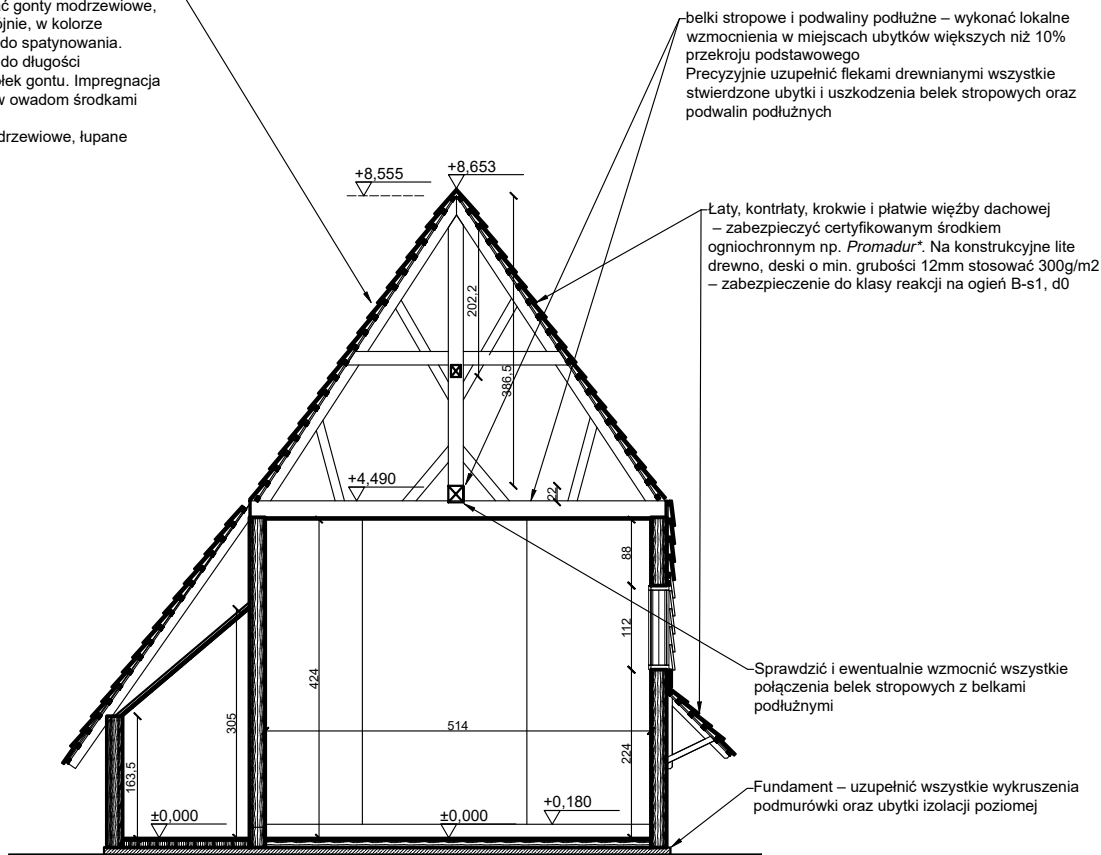 ać gonty modrzewiowe,
ójnie, w kolorze
do spatynowania.
do długości
ołek gontu. Impregnacja
w owadom środkami
drzewiowe, łupane
belki stropowe i podwaliny podłużne – wykonać lokalne
wzmocnienia w miejscach ubytków większych niż 10%
przekroju podstawowego
Precyzyjnie uzupełnić flekami drewnianymi wszystkie
stwierdzone ubytki i uszkodzenia belek stropowych oraz
podwalin podłużnych
+8,555
+8,653
Łaty, kontrłaty, krokwie i płatwie więźby dachowej
– zabezpieczyć certyfikowanym środkiem
ogniochronnym np. Promadur*. Na konstrukcyjne lite
drewno, deski o min. grubości 12mm stosować 300g/m2
– zabezpieczenie do klasy reakcji na ogień B-s1, d0
202,2
386,5
+4,490
22
88
112
424
305
514
224
163,5
Sprawdzić i ewentualnie wzmocnić wszystkie
połączenia belek stropowych z belkami
podłużnymi
±0,000
±0,000
+0,180
Fundament – uzupełnić wszystkie wykruszenia
podmurówki oraz ubytki izolacji poziomej